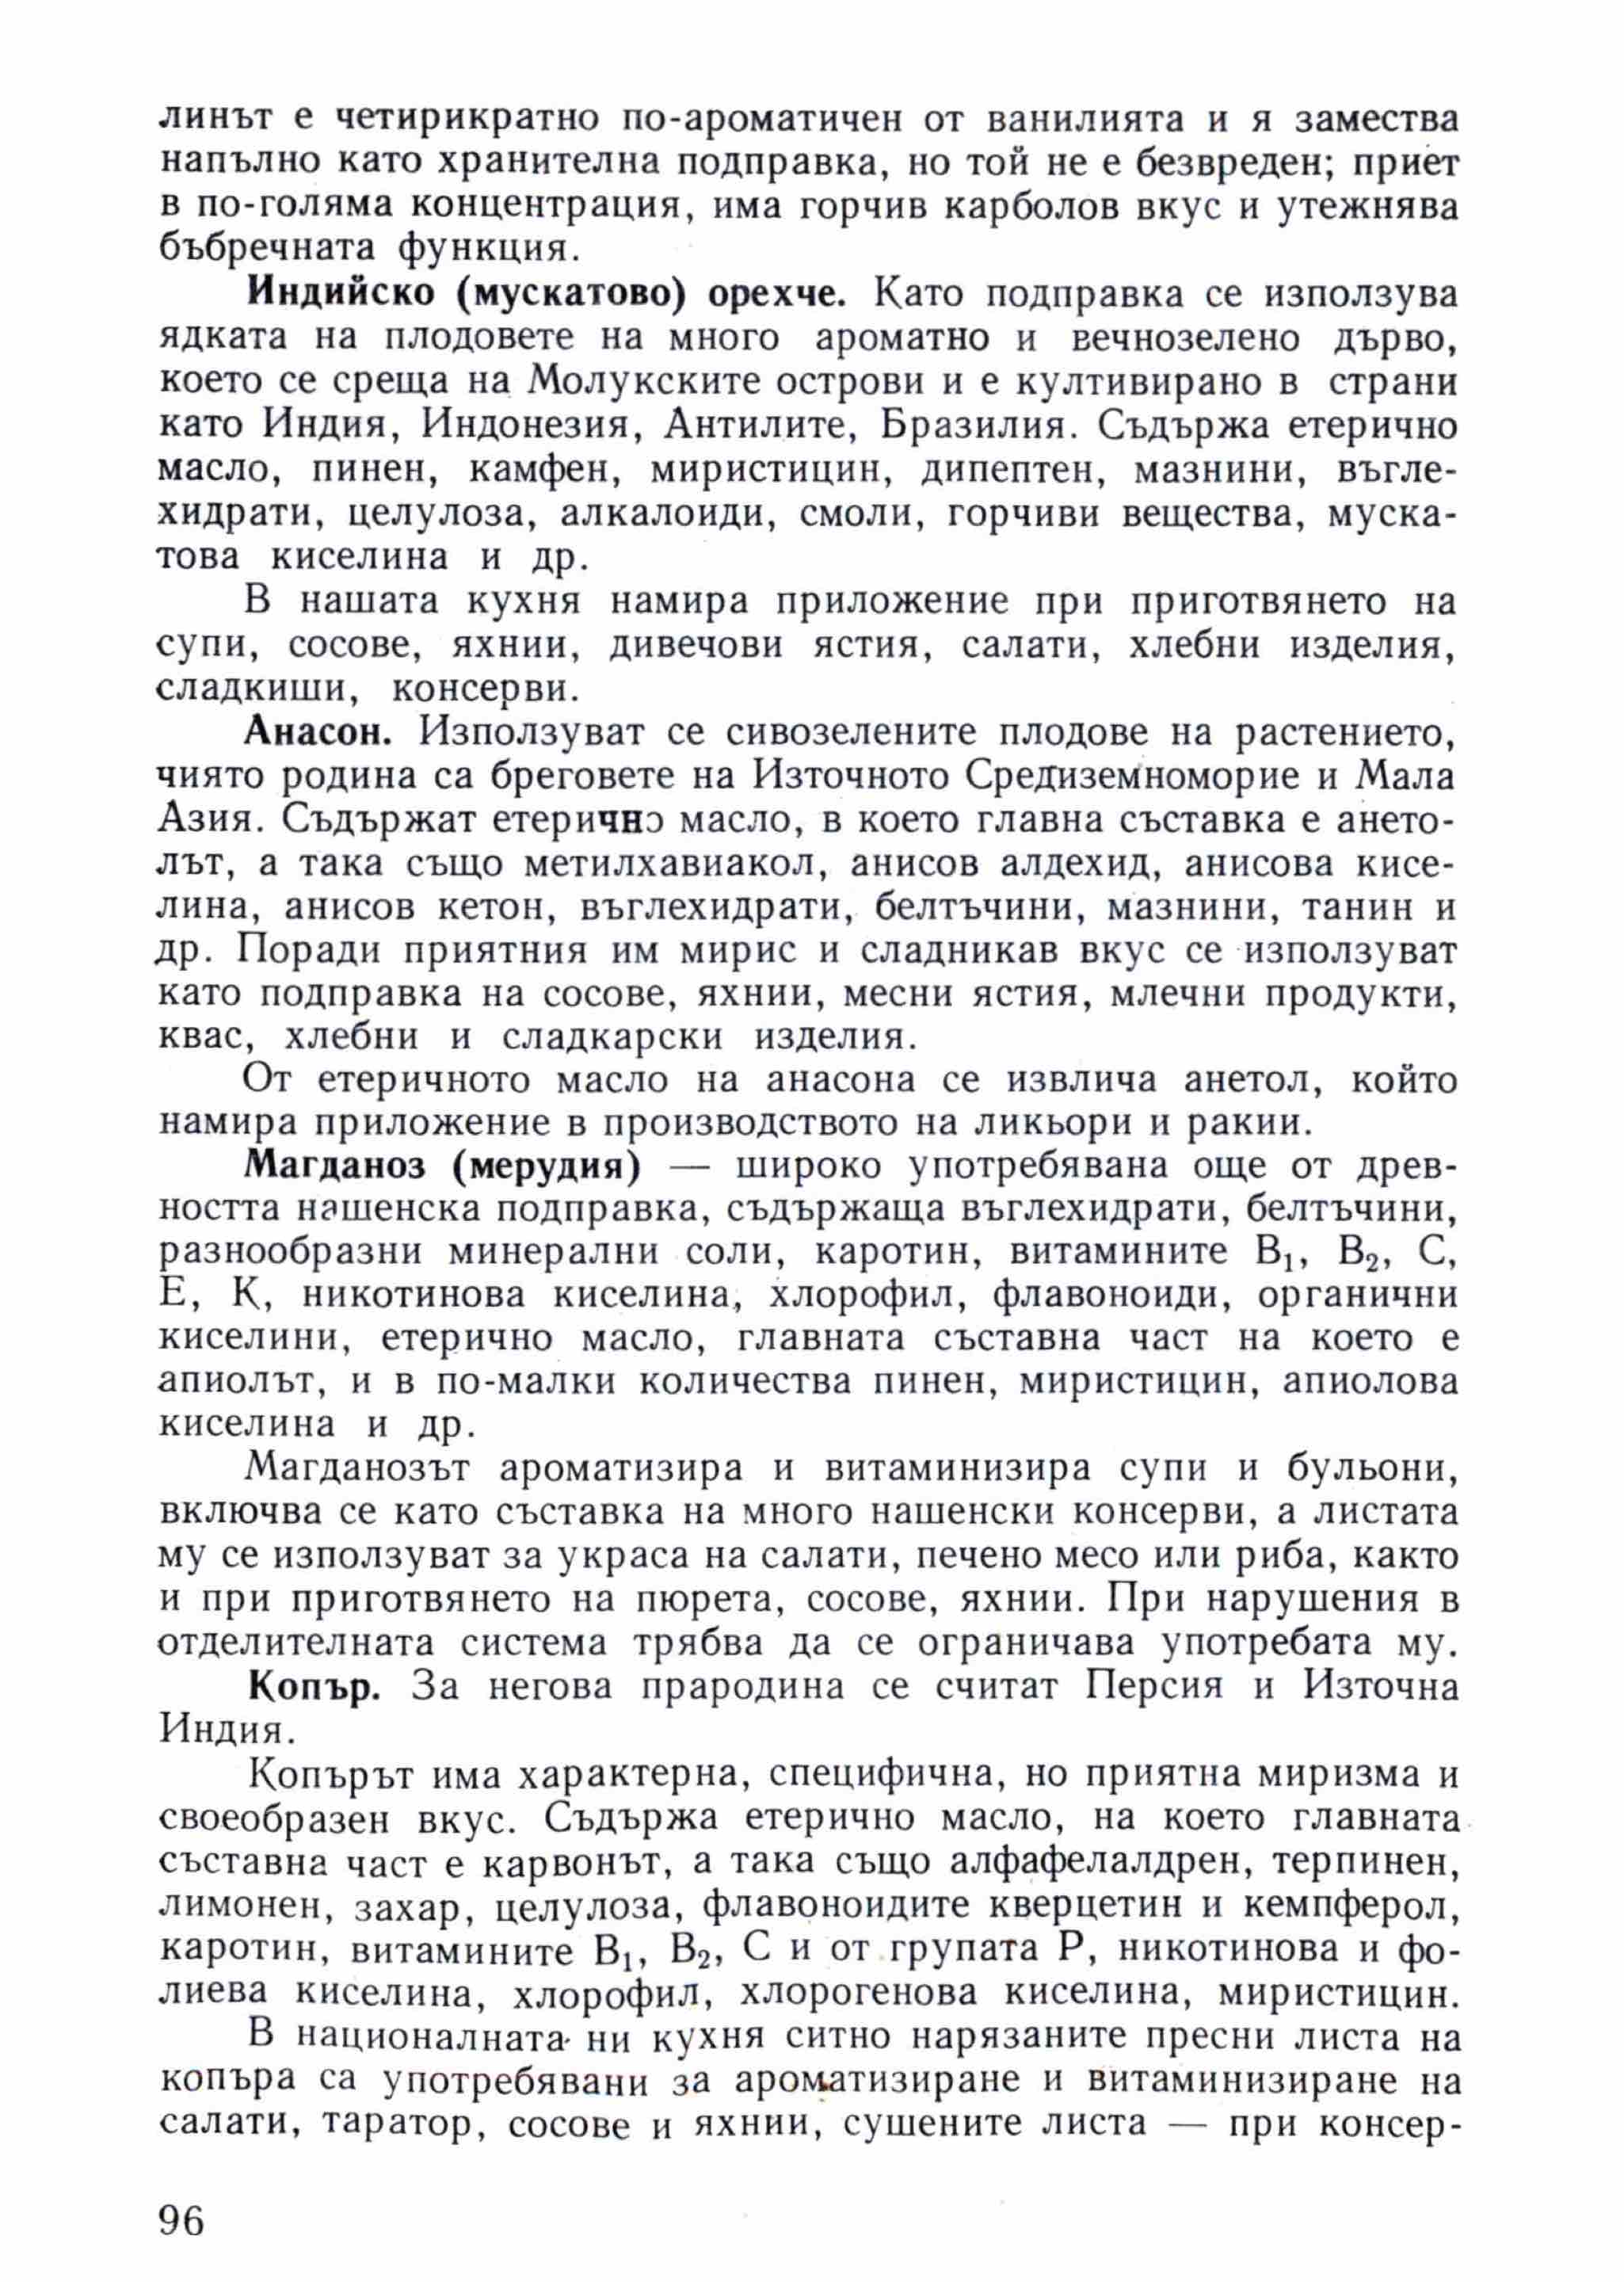 линът е четирикратно по-ароматичен от ванилията и я замества
напълно като хранителна подправка, но той не е безвреден; приет
в по-голяма концентрация, има горчив карболов вкус и утежнява
бъбречната функция.
Индийско (мускатово) орехче. Като подправка се използува
ядката на плодовете на много ароматно и вечнозелено дърво,
което се среща на Молукските острови и е култивирано в страни
като Индия, Индонезия, Антилите, Бразилия. Съдържа етерично
масло, пинен, камфен, миристицин, дипептен, мазнини, въгле-
хидрати, целулоза, алкалоиди, смоли, горчиви вещества, муска-
това киселина и др.
В нашата кухня намира приложение при приготвянето на
супи, сосове, яхнии, дивечови ястия, салати, хлебни изделия,
сладкиши, консерви.
Анасон. Използуват се сивозелените плодове на растението,
чиято родина са бреговете на Източното Средиземноморие и Мала
Азия. Съдържат етерично масло, в което главна съставка еането-
лът, а така също метилхавиакол, анисов алдехид, анисова кисе-
лина, анисов кетон, въглехидрати, белтъчини, мазнини, танин и
др. Поради приятния им мирис и сладникав вкус се използуват
като подправка на сосове, яхнии, месни ястия, млечни продукти,
квас, хлебни и сладкарски изделия.
От етеричното масло на анасона се извлича анетол, който
намира приложение в производството на ликьори и ракии.
Магданоз (мерудия) — широко употребявана още от древ-
ността нашенска подправка, съдържаща въглехидрати, белтъчини,
разнообразни минерални соли, каротин, витамините B₁, B₂, C,
E, K, никотинова киселина, хлорофил, флавоноиди, органични
киселини, етерично масло, главната съставна част на което е
апиолът, и в по-малки количества пинен, миристицин, апиолова
киселина и др.
Магданозът ароматизира и витаминизира супи и бульони,
включва се като съставка на много нашенски консерви, а листата
му се използуват за украса на салати, печено месо или риба, както
и при приготвянето на пюрета, сосове, яхнии. При нарушения в
отделителната система трябва да се ограничава употребата му.
Копър. За негова прародина се считат Персия и Източна
Индия.
Копърът има характерна, специфична, но приятна миризма и
своеобразен вкус. Съдържа етерично масло, на което главната
съставна част е карвонът, а така също алфафелалдрен, терпинен,
лимонен, захар, целулоза, флавоноидите кверцетин и кемпферол,
каротин, витамините B₁, B₂, C и от групата P, никотинова и фо-
лиева киселина, хлорофил, хлорогенова киселина, миристицин.
В националната ни кухня ситно нарязаните пресни листа на
копъра са употребявани за ароматизиране и витаминизиране на
салати, таратор, сосове и яхнии, сушените листа — при консер-
96